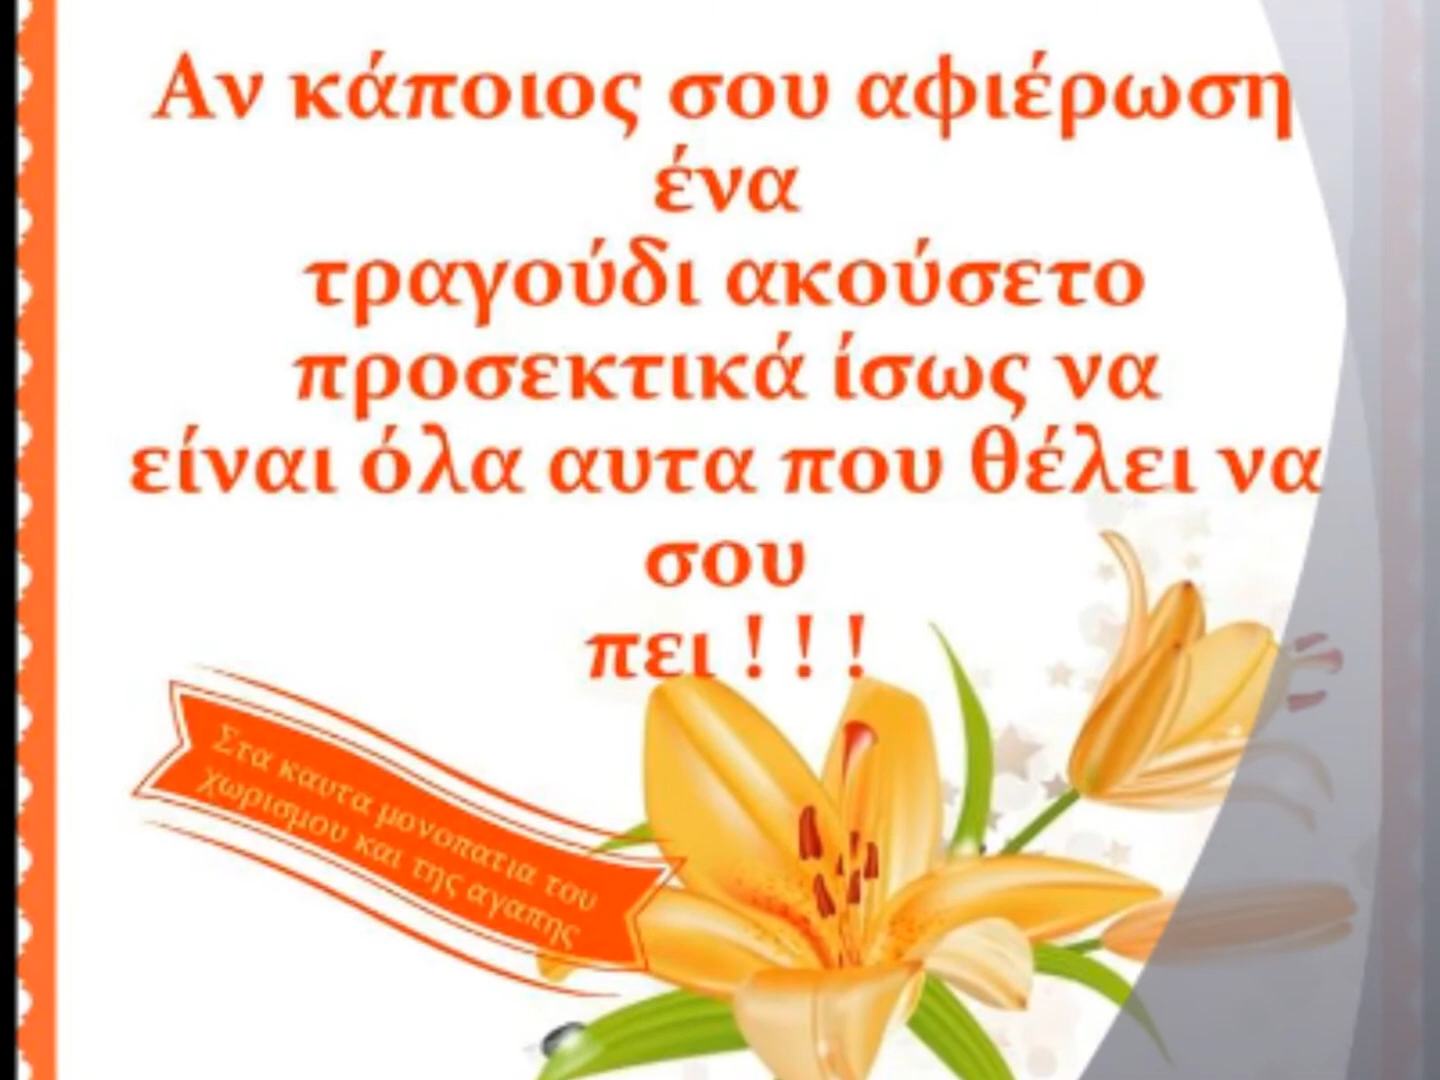 Αν κάποιος σου αφιέρωση
ένα
τραγούδι ακούσετο
προσεκτικά ίσως να
είναι όλα αυτα που θέλει να
σου
πει ! ! !
Στα καυτα μονοπατια του
χωρισμου και της αγαπης